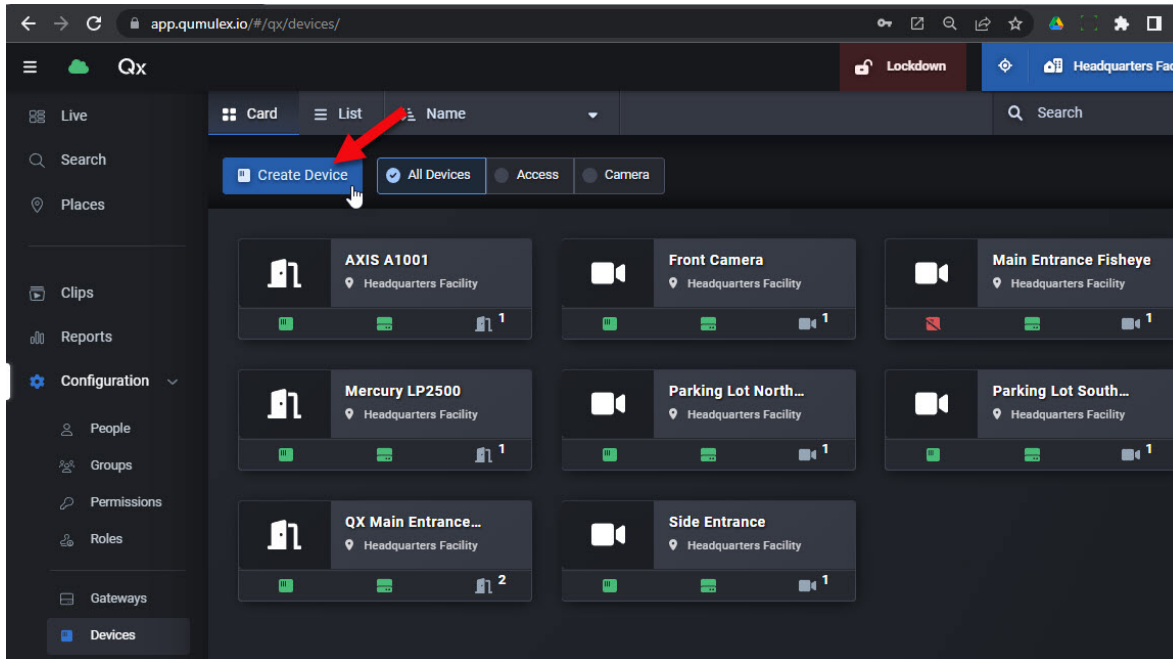 app.qumulex.io/#/qx/devices/
Qx
Lockdown
Headquarters Fac
Live
Search
Places
Clips
Reports
Configuration
People
Groups
Permissions
Roles
Gateways
Devices
Card
List
Name
Search
Create Device
All Devices
Access
Camera
AXIS A1001
Headquarters Facility
1
Front Camera
Headquarters Facility
1
Main Entrance Fisheye
Headquarters Facility
1
Mercury LP2500
Headquarters Facility
1
Parking Lot North...
Headquarters Facility
1
Parking Lot South...
Headquarters Facility
1
QX Main Entrance...
Headquarters Facility
2
Side Entrance
Headquarters Facility
1